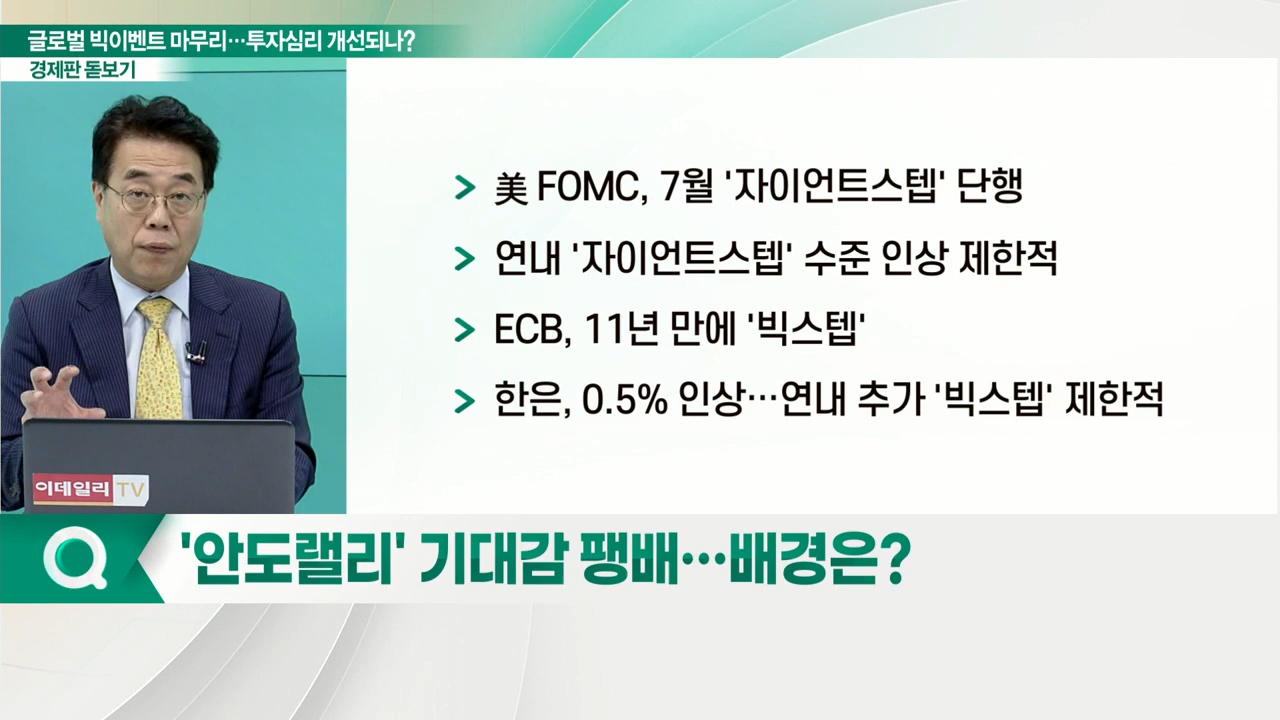 글로벌 빅이벤트 마무리…투자심리 개선되나?
경제판 돋보기
> 美 FOMC, 7월 '자이언트스텝' 단행
> 연내 '자이언트스텝' 수준 인상 제한적
> ECB, 11년 만에 '빅스텝'
> 한은, 0.5% 인상…연내 추가 '빅스텝' 제한적
이데일리 TV
Q '안도랠리' 기대감 팽배…배경은?